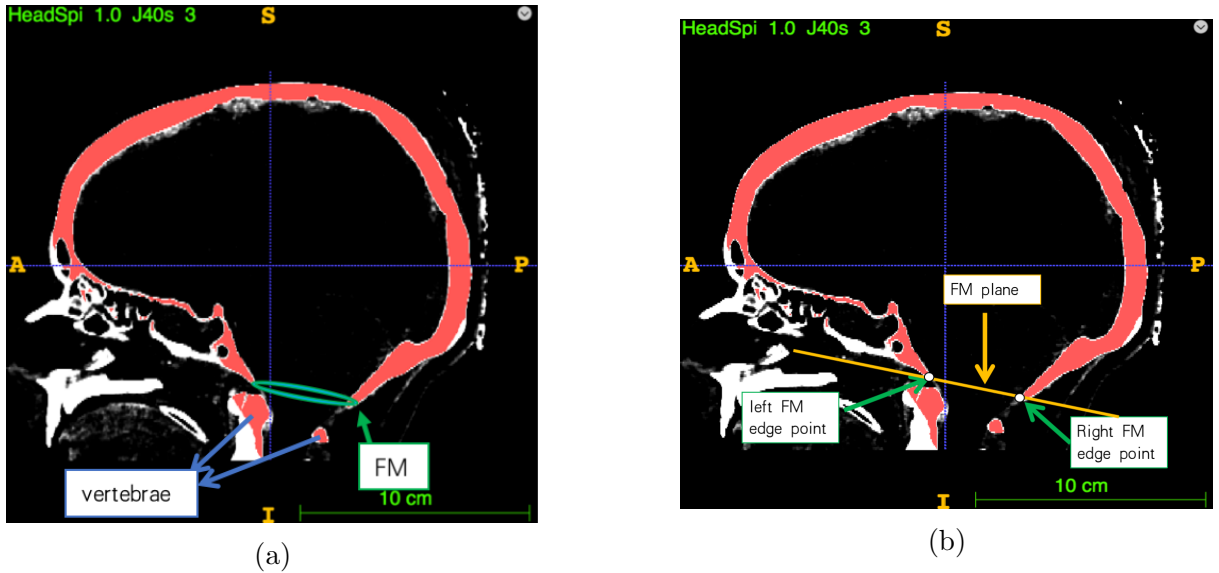 HeadSpi 1.0 J40s 3
S
A
P
FM
vertebrae
10 cm
I
(a)
HeadSpi 1.0 J40s 3
S
A
P
FM plane
left FM
edge point
Right FM
edge point
10 cm
I
(b)